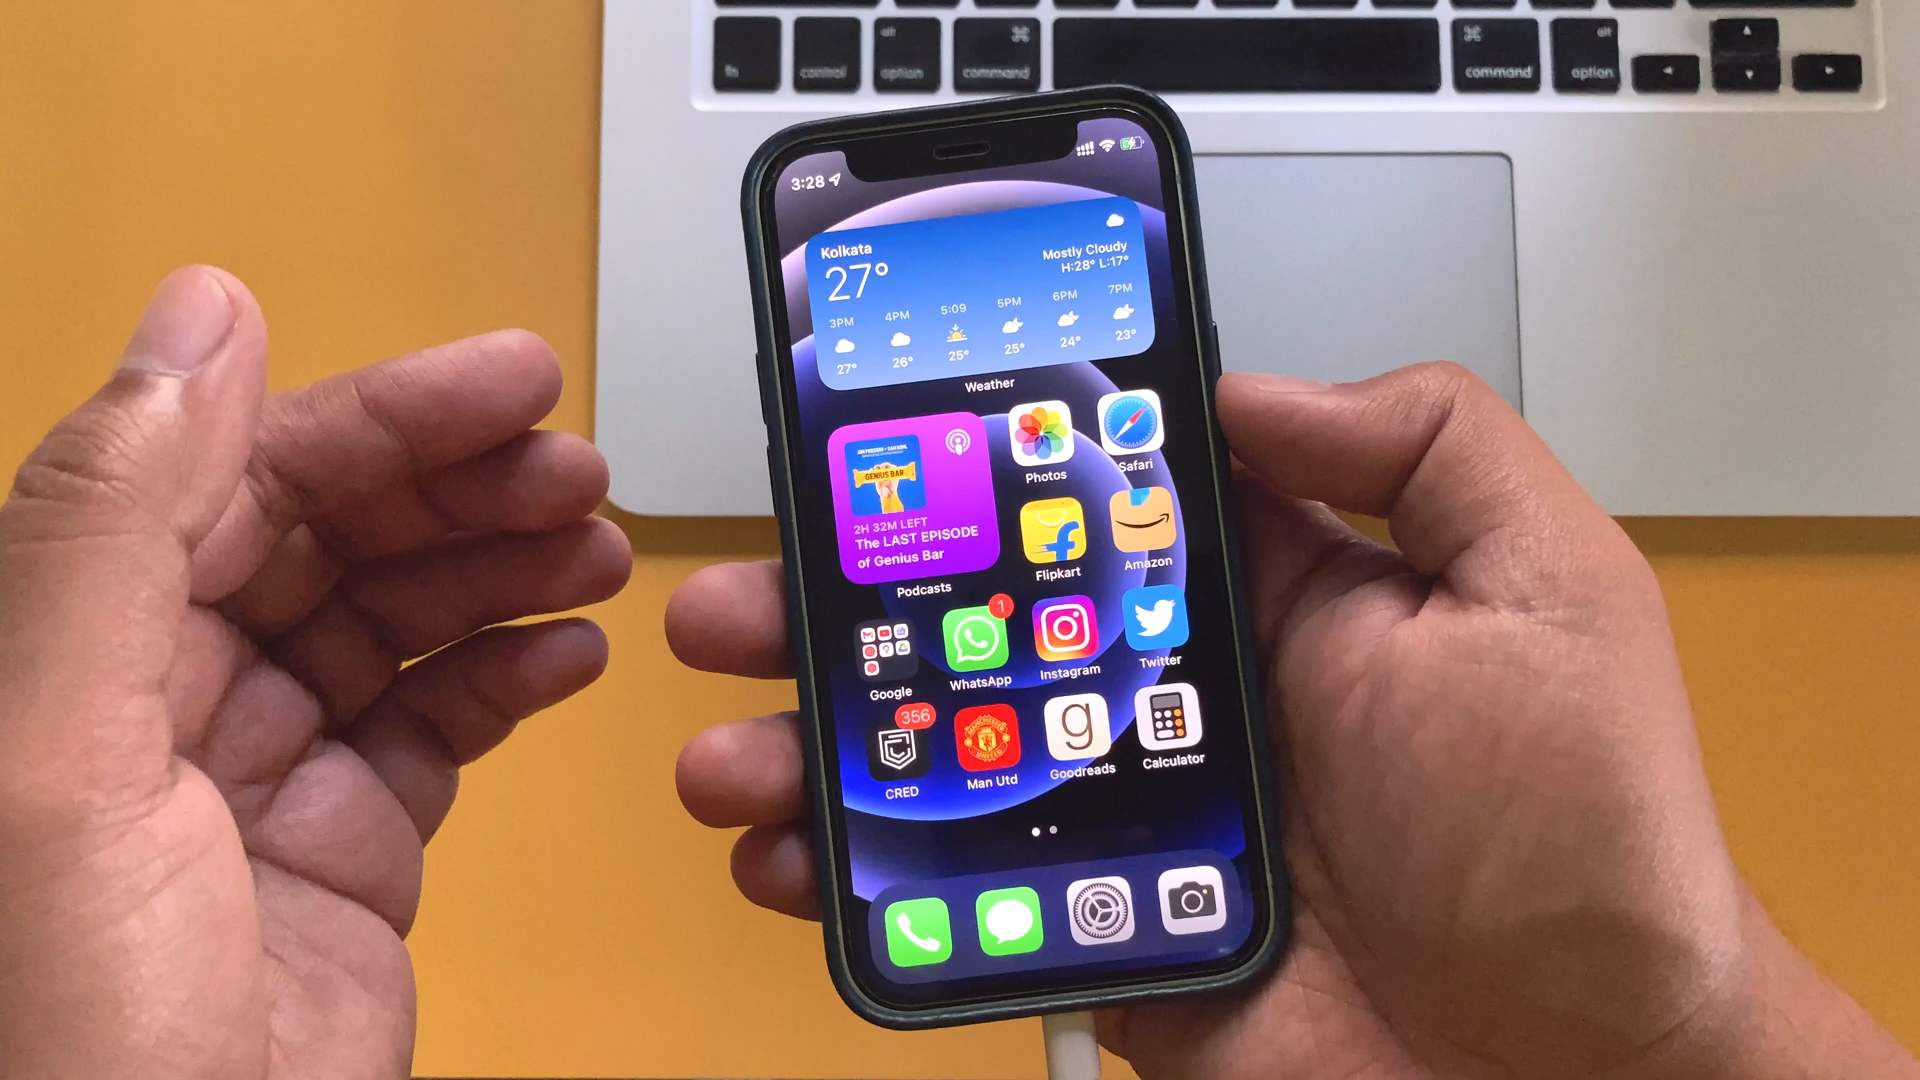 fn
control
alt
option
command
command
alt
option
3:28
Kolkata
27°
Mostly Cloudy
H:28° L:17°
3PM 4PM 5:09 5PM 6PM 7PM
27° 26° 25° 25° 24° 23°
Weather
GENIUS BAR
2H 32M LEFT
The LAST EPISODE
of Genius Bar
Podcasts
Photos
Safari
f
Flipkart
Amazon
Google
1
WhatsApp
Instagram
Twitter
356
CRED
MANCHESTER
UNITED
Man Utd
g
Goodreads
Calculator